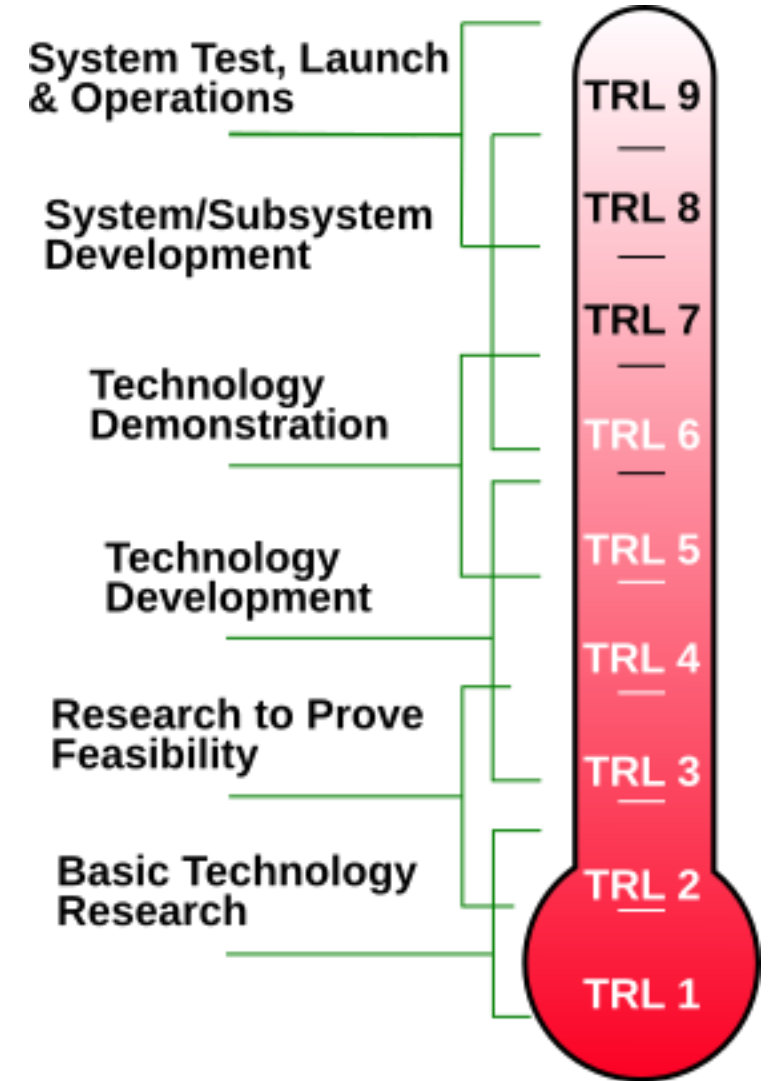 System Test, Launch
& Operations
System/Subsystem
Development
Technology
Demonstration
Technology
Development
Research to Prove
Feasibility
Basic Technology
Research
TRL 9
TRL 8
TRL 7
TRL 6
TRL 5
TRL 4
TRL 3
TRL 2
TRL 1